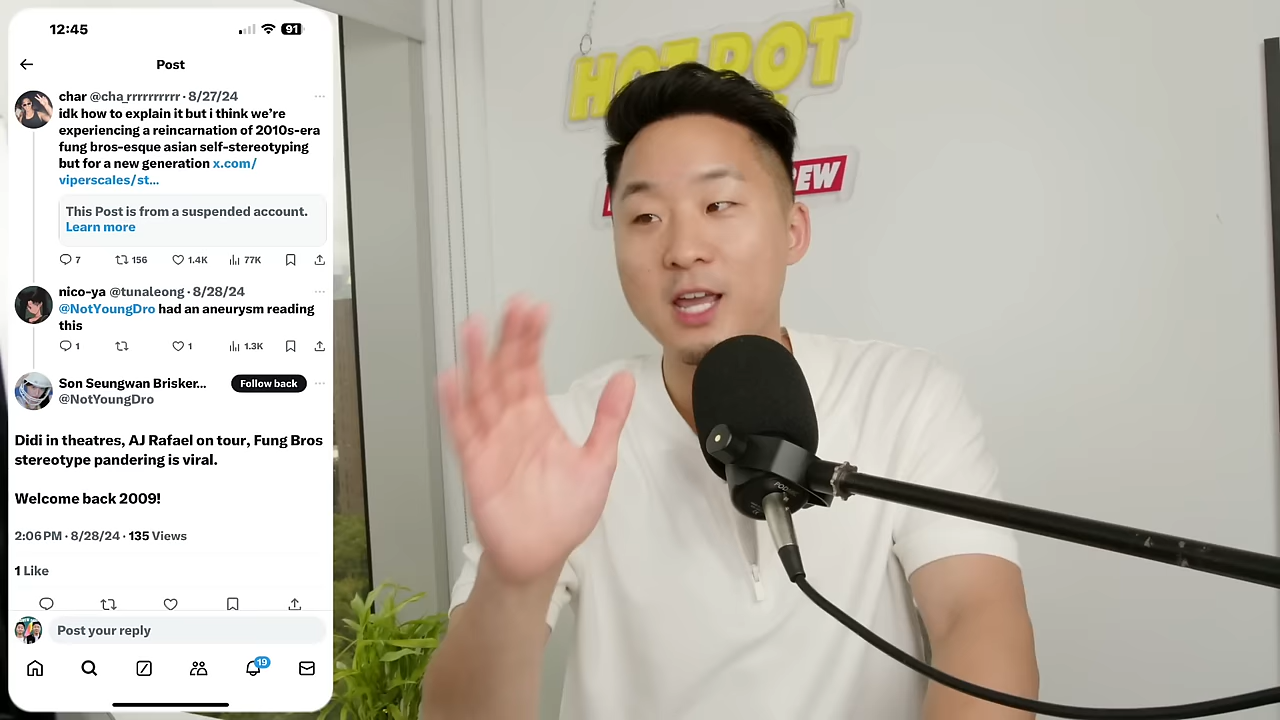 12:45
91
Post
char @cha_rrrrrrrrrr · 8/27/24
idk how to explain it but i think we're
experiencing a reincarnation of 2010s-era
fung bros-esque asian self-stereotyping
but for a new generation x.com/
viperscales/st...
This Post is from a suspended account.
Learn more
7 156 1.4K 77K
nico-ya @tunaleong · 8/28/24
@NotYoungDro had an aneurysm reading
this
1 1 1.3K
Son Seungwan Brisker...
Follow back
@NotYoungDro
Didi in theatres, AJ Rafael on tour, Fung Bros
stereotype pandering is viral.
Welcome back 2009!
2:06 PM · 8/28/24 · 135 Views
1 Like
Post your reply
19
HOT POT